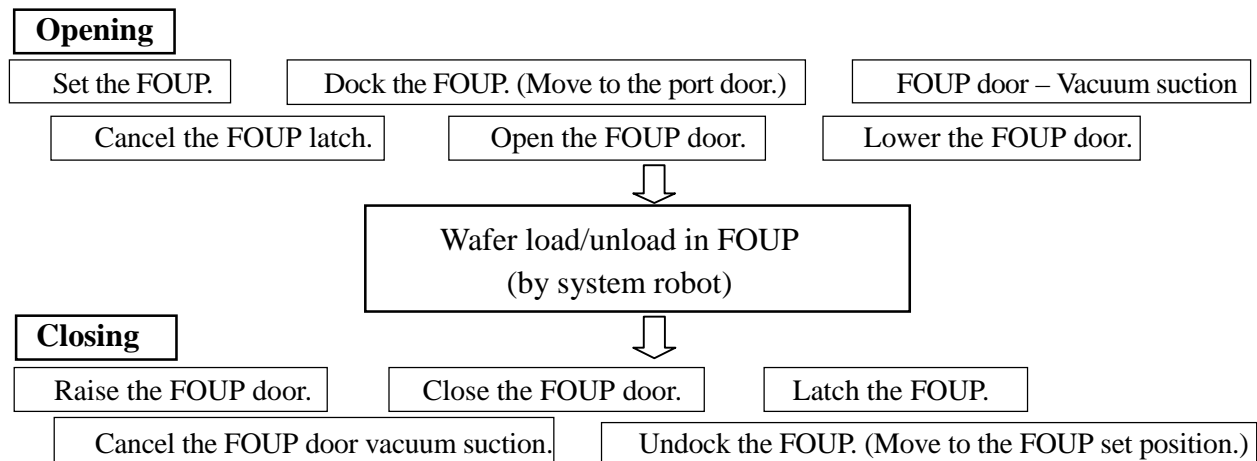 Opening
Set the FOUP. Dock the FOUP. (Move to the port door.) FOUP door – Vacuum suction
Cancel the FOUP latch. Open the FOUP door. Lower the FOUP door.
Wafer load/unload in FOUP
(by system robot)
Closing
Raise the FOUP door. Close the FOUP door. Latch the FOUP.
Cancel the FOUP door vacuum suction. Undock the FOUP. (Move to the FOUP set position.)